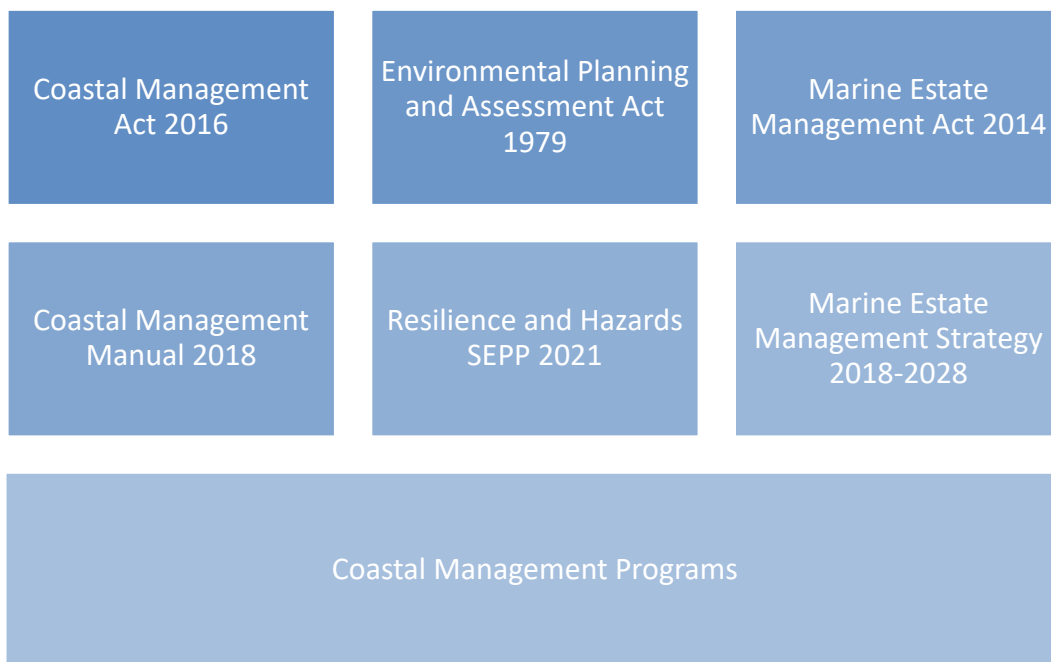 Coastal Management
Act 2016
Environmental Planning
and Assessment Act
1979
Marine Estate
Management Act 2014
Coastal Management
Manual 2018
Resilience and Hazards
SEPP 2021
Marine Estate
Management Strategy
2018-2028
Coastal Management Programs